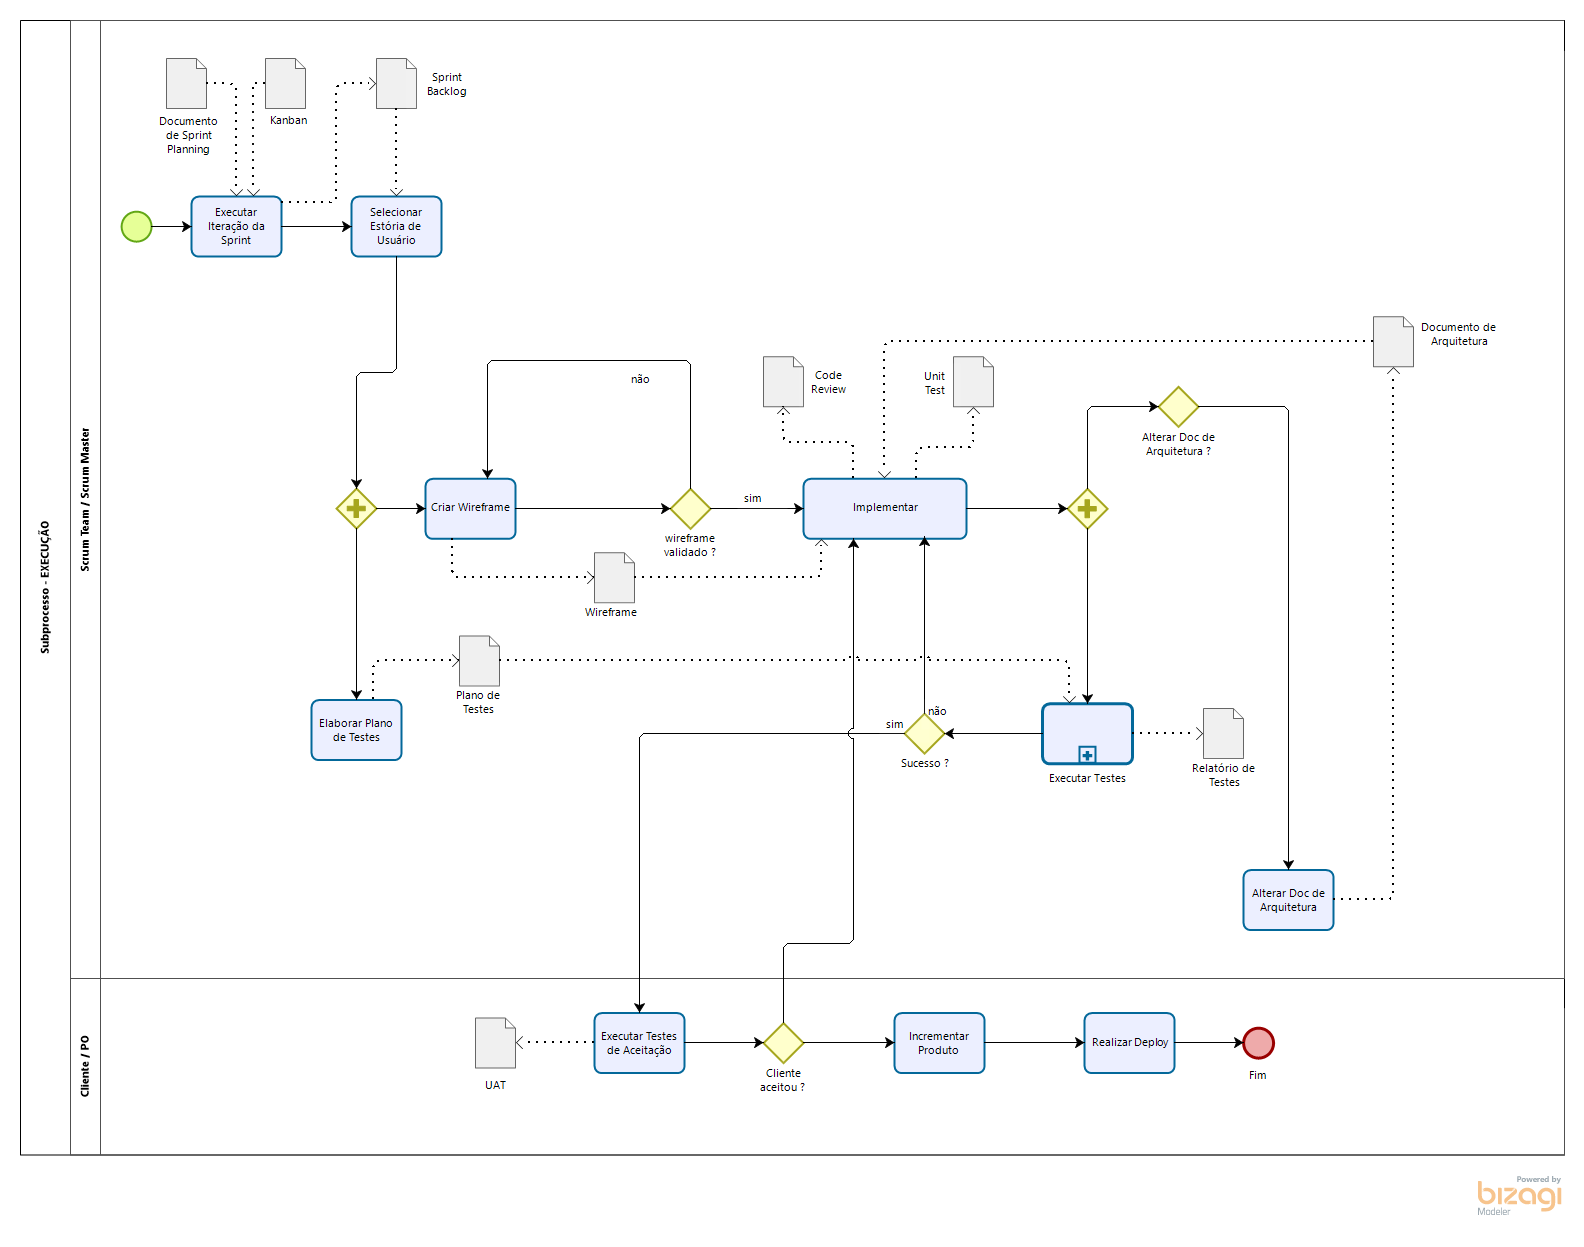 Subprocesso - EXECUÇÃO
Scrum Team / Scrum Master
Documento
de Sprint
Planning
Kanban
Sprint
Backlog
Executar
Iteração da
Sprint
Selecionar
Estória de
Usuário
não
Code
Review
Unit
Test
Documento de
Arquitetura
Alterar Doc de
Arquitetura ?
Criar Wireframe
sim
wireframe
validado ?
Implementar
Wireframe
Plano de
Testes
Elaborar Plano
de Testes
sim
não
Sucesso ?
Executar Testes
Relatório de
Testes
Alterar Doc de
Arquitetura
Cliente / PO
UAT
Executar Testes
de Aceitação
Cliente
aceitou ?
Incrementar
Produto
Realizar Deploy
Fim
Powered by
bizagi
Modeler